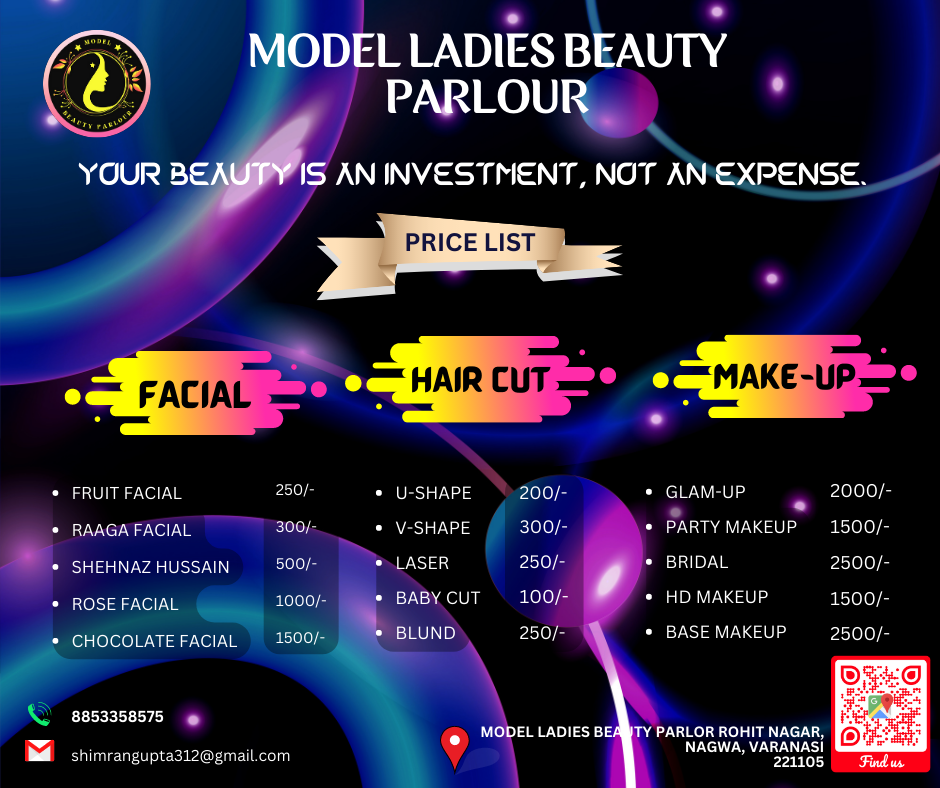 MODEL
BEAUTY PARLOUR
MODEL LADIES BEAUTY
PARLOUR
YOUR BEAUTY IS AN INVESTMENT, NOT AN EXPENSE.
PRICE LIST
FACIAL
FRUIT FACIAL 250/-
RAAGA FACIAL 300/-
SHEHNAZ HUSSAIN 500/-
ROSE FACIAL 1000/-
CHOCOLATE FACIAL 1500/-
HAIR CUT
U-SHAPE 200/-
V-SHAPE 300/-
LASER 250/-
BABY CUT 100/-
BLUND 250/-
MAKE-UP
GLAM-UP 2000/-
PARTY MAKEUP 1500/-
BRIDAL 2500/-
HD MAKEUP 1500/-
BASE MAKEUP 2500/-
8853358575
shimrangupta312@gmail.com
MODEL LADIES BEAUTY PARLOR ROHIT NAGAR,
NAGWA, VARANASI
221105
G
Find us